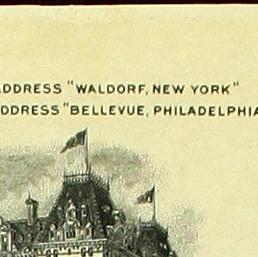 ADDRESS "WALDORF, NEW YORK"
ADDRESS "BELLEVUE, PHILADELPHIA